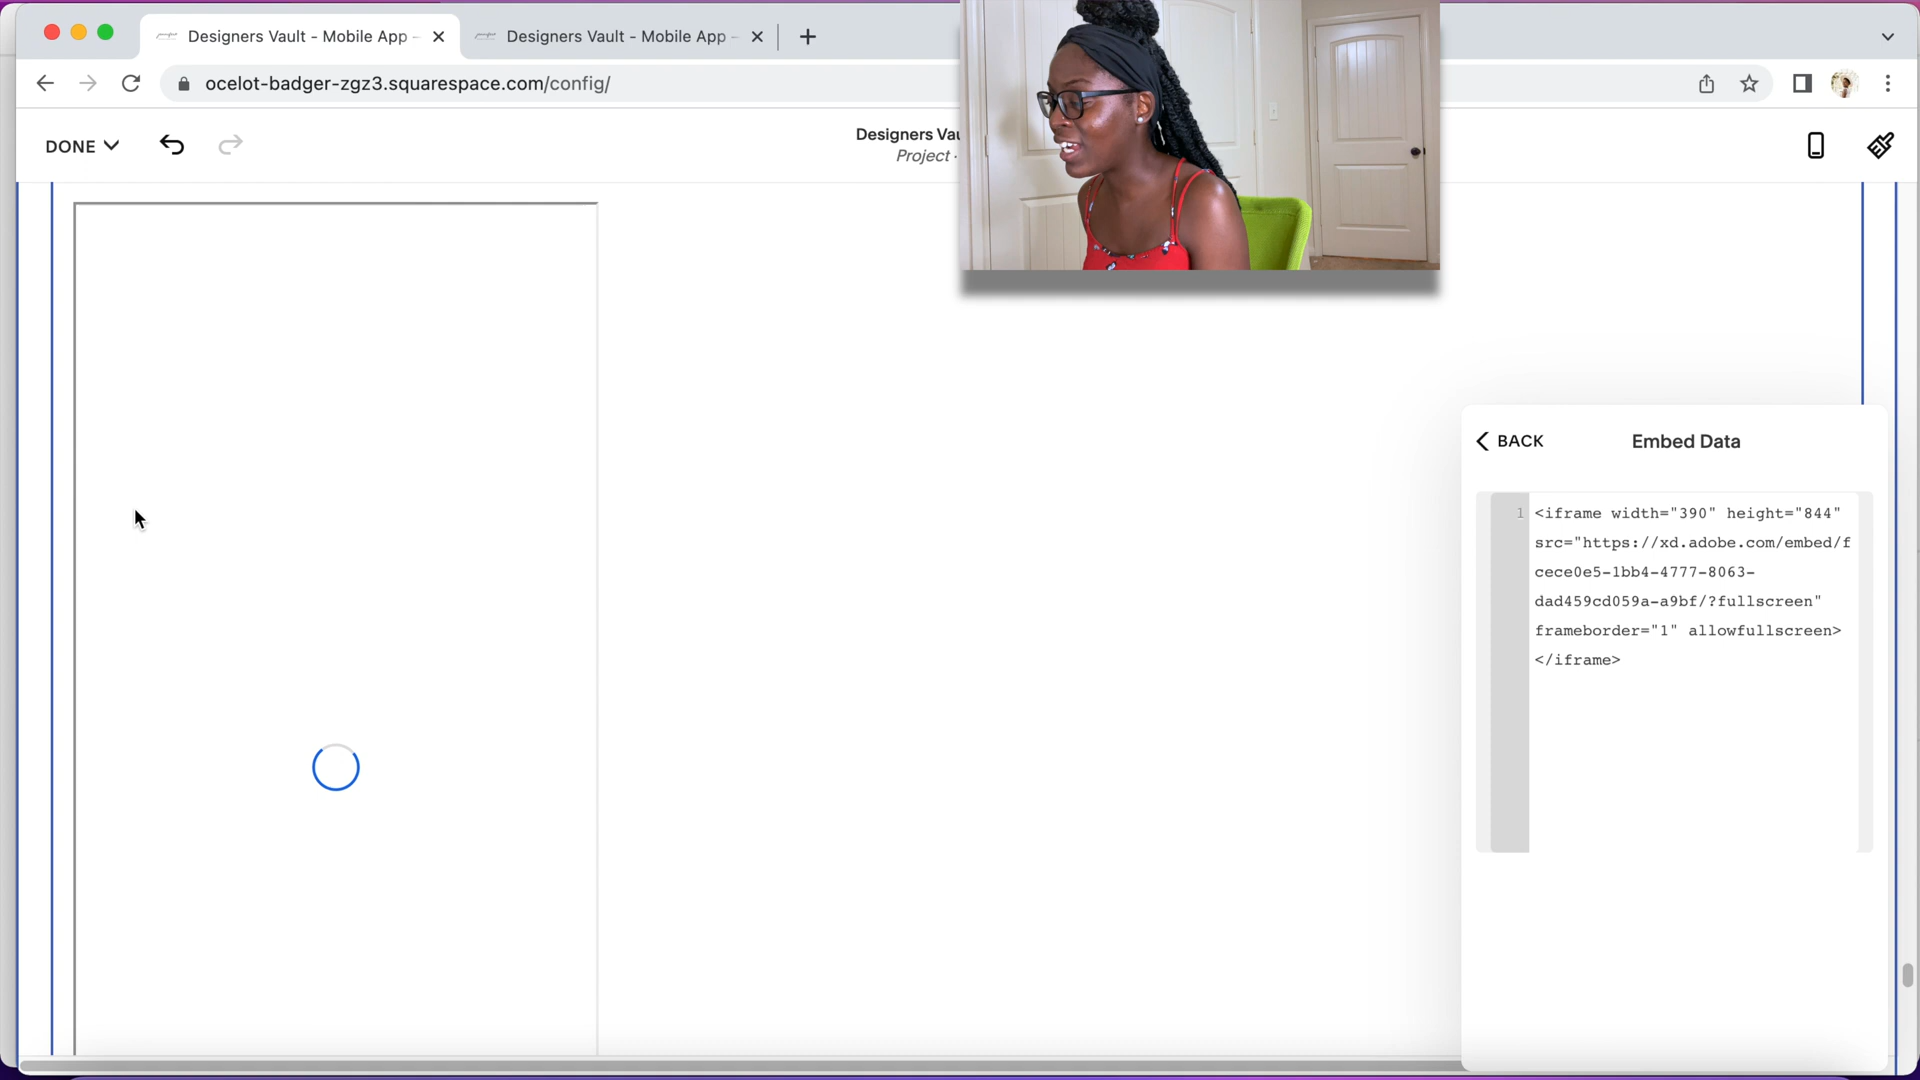 Designers Vault - Mobile App -
Designers Vault - Mobile App -
ocelot-badger-zgz3.squarespace.com/config/
DONE
Designers Vau
Project ·
BACK
Embed Data
1
<iframe width="390" height="844"
src="https://xd.adobe.com/embed/f
cece0e5-1bb4-4777-8063-
dad459cd059a-a9bf/?fullscreen"
frameborder="1" allowfullscreen>
</iframe>